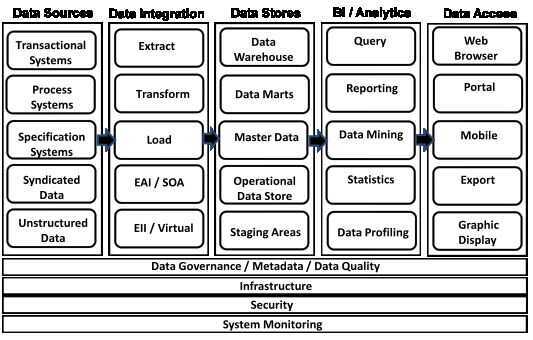 Data Sources
Transactional
Systems
Process
Systems
Specification
Systems
Syndicated
Data
Unstructured
Data
Data Integration
Extract
Transform
Load
EAI / SOA
EII / Virtual
Data Stores
Data
Warehouse
Data Marts
Master Data
Operational
Data Store
Staging Areas
BI / Analytics
Query
Reporting
Data Mining
Statistics
Data Profiling
Data Access
Web
Browser
Portal
Mobile
Export
Graphic
Display
Data Governance / Metadata / Data Quality
Infrastructure
Security
System Monitoring